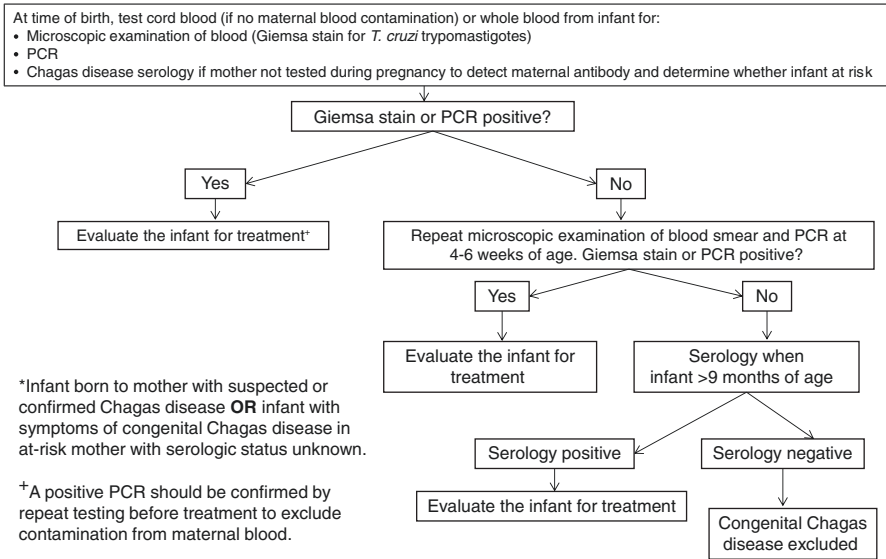 At time of birth, test cord blood (if no maternal blood contamination) or whole blood from infant for:
• Microscopic examination of blood (Giemsa stain for T. cruzi trypomastigotes)
• PCR
• Chagas disease serology if mother not tested during pregnancy to detect maternal antibody and determine whether infant at risk
Giemsa stain or PCR positive?
Yes
No
Evaluate the infant for treatment⁺
Repeat microscopic examination of blood smear and PCR at
4-6 weeks of age. Giemsa stain or PCR positive?
Yes
No
Evaluate the infant for
treatment
Serology when
infant >9 months of age
*Infant born to mother with suspected or
confirmed Chagas disease OR infant with
symptoms of congenital Chagas disease in
at-risk mother with serologic status unknown.
Serology positive
Serology negative
⁺A positive PCR should be confirmed by
repeat testing before treatment to exclude
contamination from maternal blood.
Evaluate the infant for treatment
Congenital Chagas
disease excluded